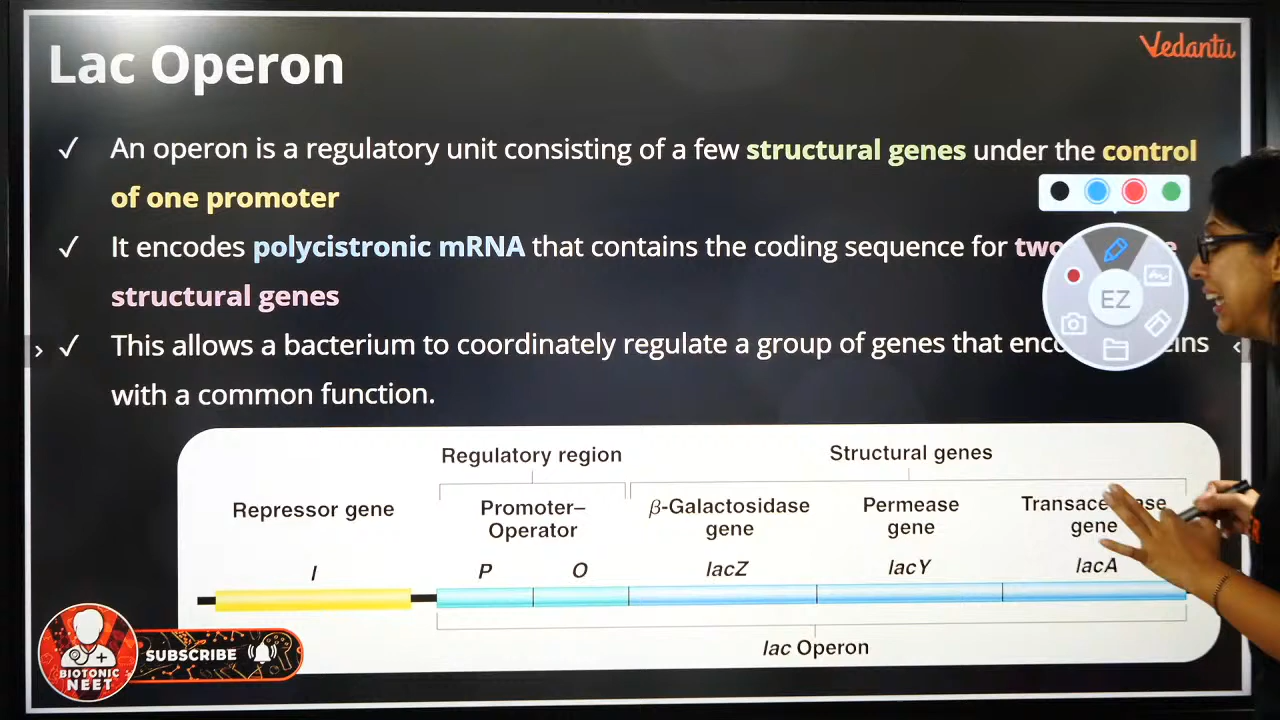 Lac Operon
Vedantu
✓ An operon is a regulatory unit consisting of a few structural genes under the control
of one promoter
✓ It encodes polycistronic mRNA that contains the coding sequence for
structural genes
✓ This allows a bacterium to coordinately regulate a group of genes that
with a common function.
EZ
Regulatory region
Structural genes
Repressor gene
Promoter–
Operator
β-Galactosidase
gene
Permease
gene
gene
I
P
O
lacZ
lacY
lacA
lac Operon
BIOTONIC
NEET
SUBSCRIBE